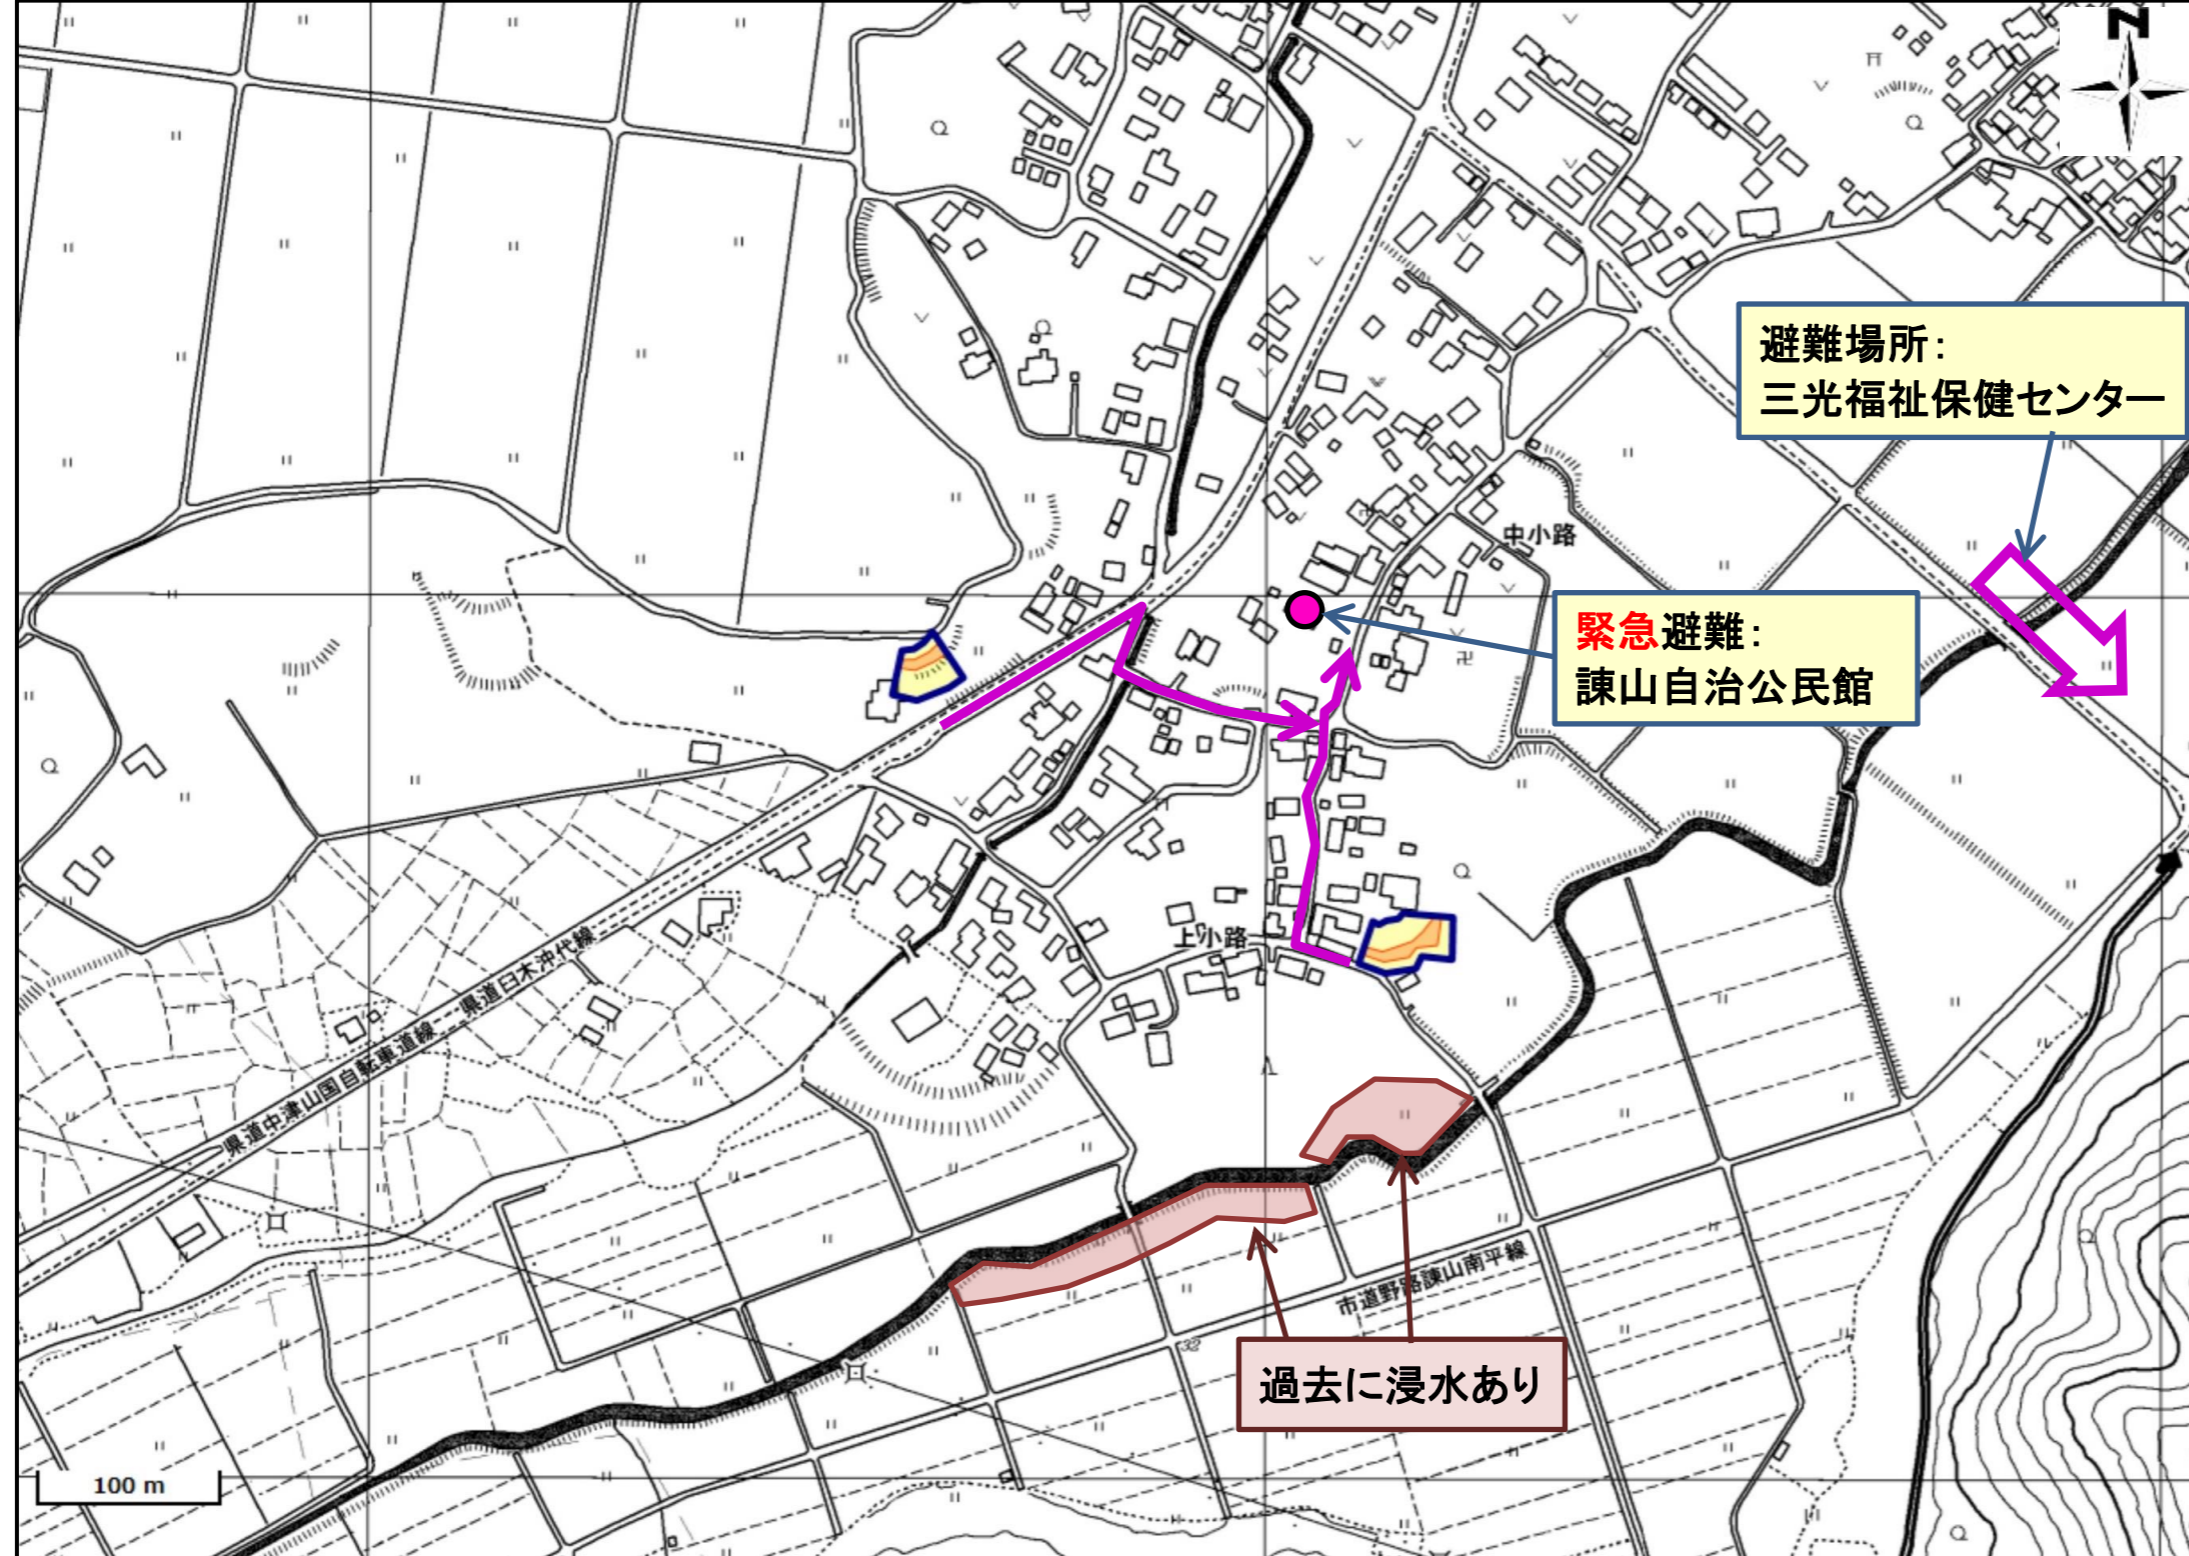 N
避難場所：
三光福祉保健センター
中小路
緊急避難：
諫山自治公民館
上小路
県道臼木沖代線
県道中津山国自転車道線
市道野路諫山南平線
32
過去に浸水あり
100 m